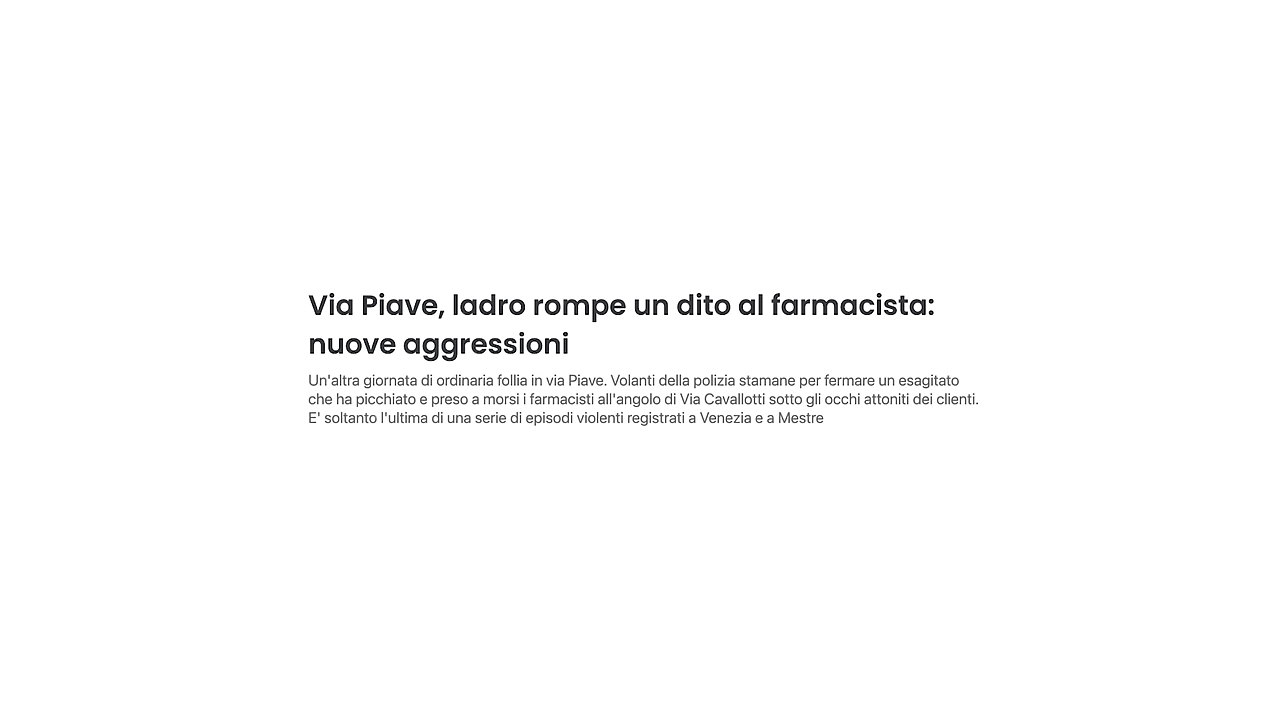 Via Piave, ladro rompe un dito al farmacista:
nuove aggressioni
Un'altra giornata di ordinaria follia in via Piave. Volanti della polizia stamane per fermare un esagitato
che ha picchiato e preso a morsi i farmacisti all'angolo di Via Cavallotti sotto gli occhi attoniti dei clienti.
E' soltanto l'ultima di una serie di episodi violenti registrati a Venezia e a Mestre